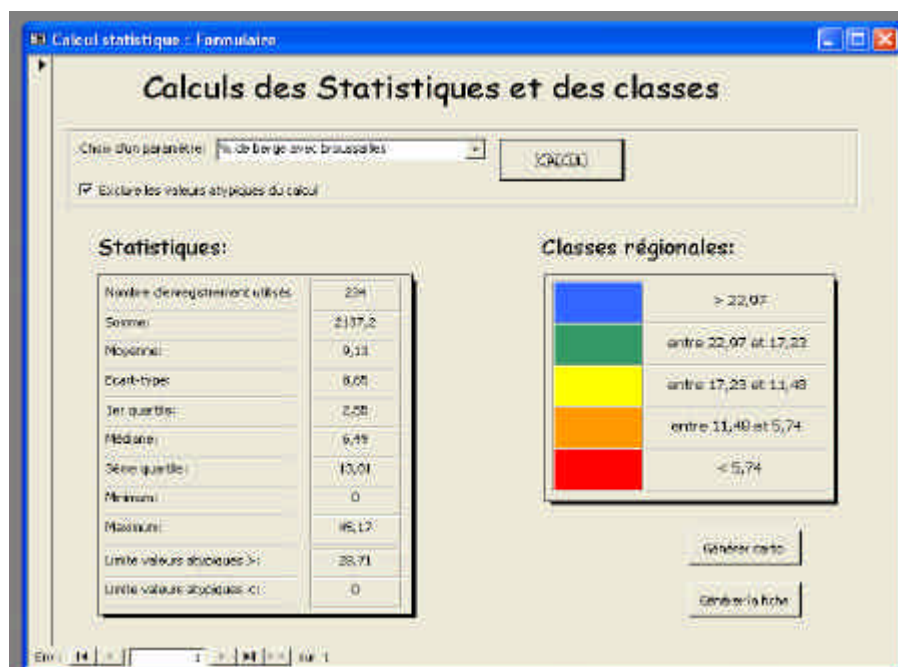 Calcul statistique : Formulaire
Calculs des Statistiques et des classes
Choix d'un paramètre: % de berge avec broussailles
CALCUL
Exclure les valeurs atypiques du calcul
Statistiques:
Nombre d'enregistrement utilisés 234
Somme: 2137,2
Moyenne: 9,13
Ecart-type: 8,65
1er quartile:
Médiane: 6,49
3ème quartile: 13,01
Minimum: 0
Maximum: 45,17
Limite valeurs atypiques >: 28,71
Limite valeurs atypiques <: 0
Classes régionales:
> 22,97
entre 22,97 et 17,23
entre 17,23 et 11,48
entre 11,48 et 5,74
< 5,74
Générer carto
Générer la fiche
Enr : 1 sur 1